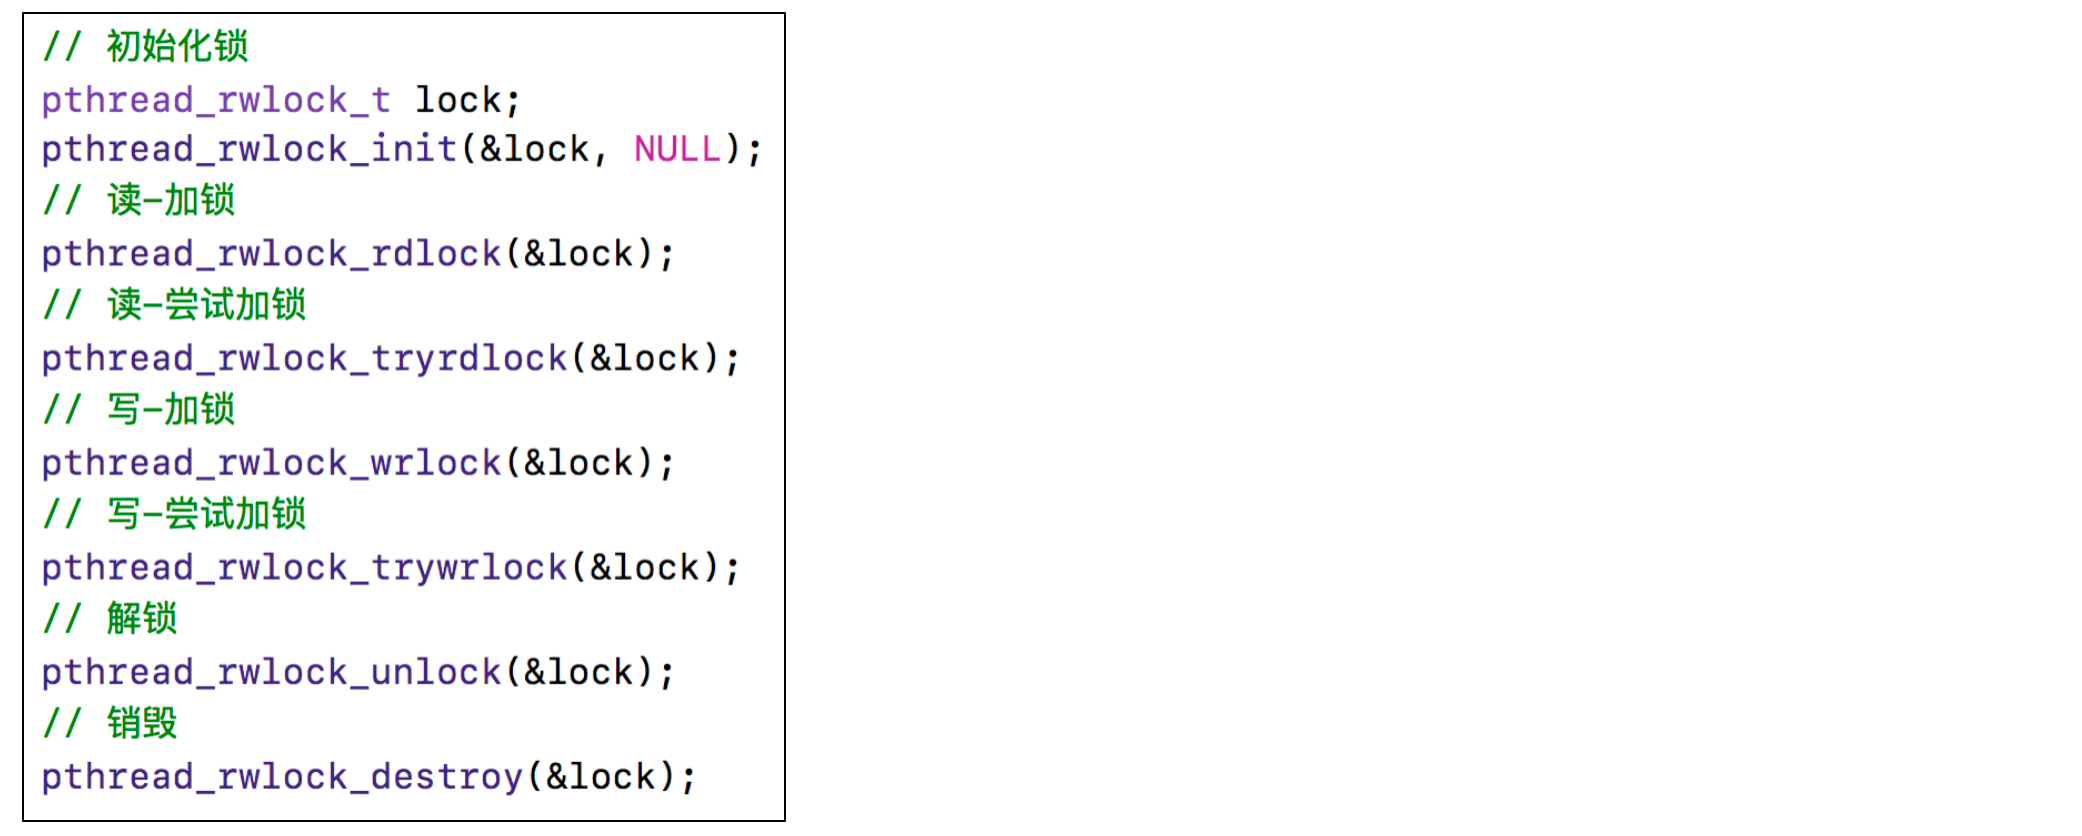 // 初始化锁
pthread_rwlock_t lock;
pthread_rwlock_init(&lock, NULL);
// 读-加锁
pthread_rwlock_rdlock(&lock);
// 读-尝试加锁
pthread_rwlock_tryrdlock(&lock);
// 写-加锁
pthread_rwlock_wrlock(&lock);
// 写-尝试加锁
pthread_rwlock_trywrlock(&lock);
// 解锁
pthread_rwlock_unlock(&lock);
// 销毁
pthread_rwlock_destroy(&lock);